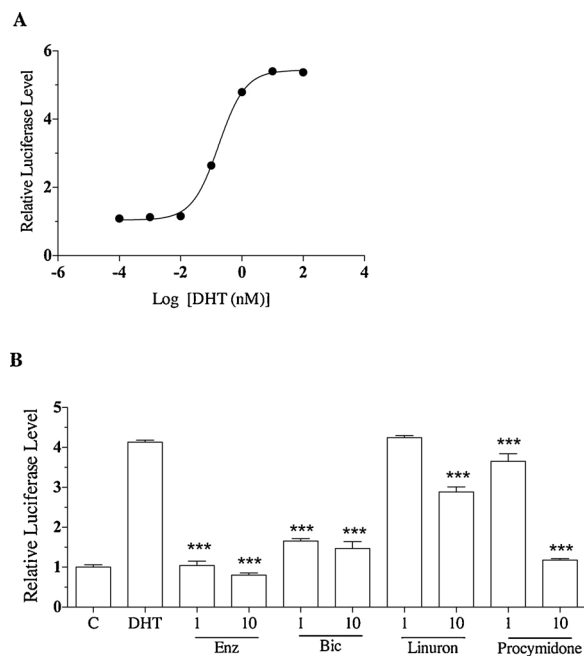 A
Relative Luciferase Level
6
4
2
0
-6 -4 -2 0 2 4
Log [DHT (nM)]
B
Relative Luciferase Level
5
4
3
2
1
0
*** *** *** *** *** *** ***
C DHT 1 10 1 10 1 10 1 10
Enz Bic Linuron Procymidone